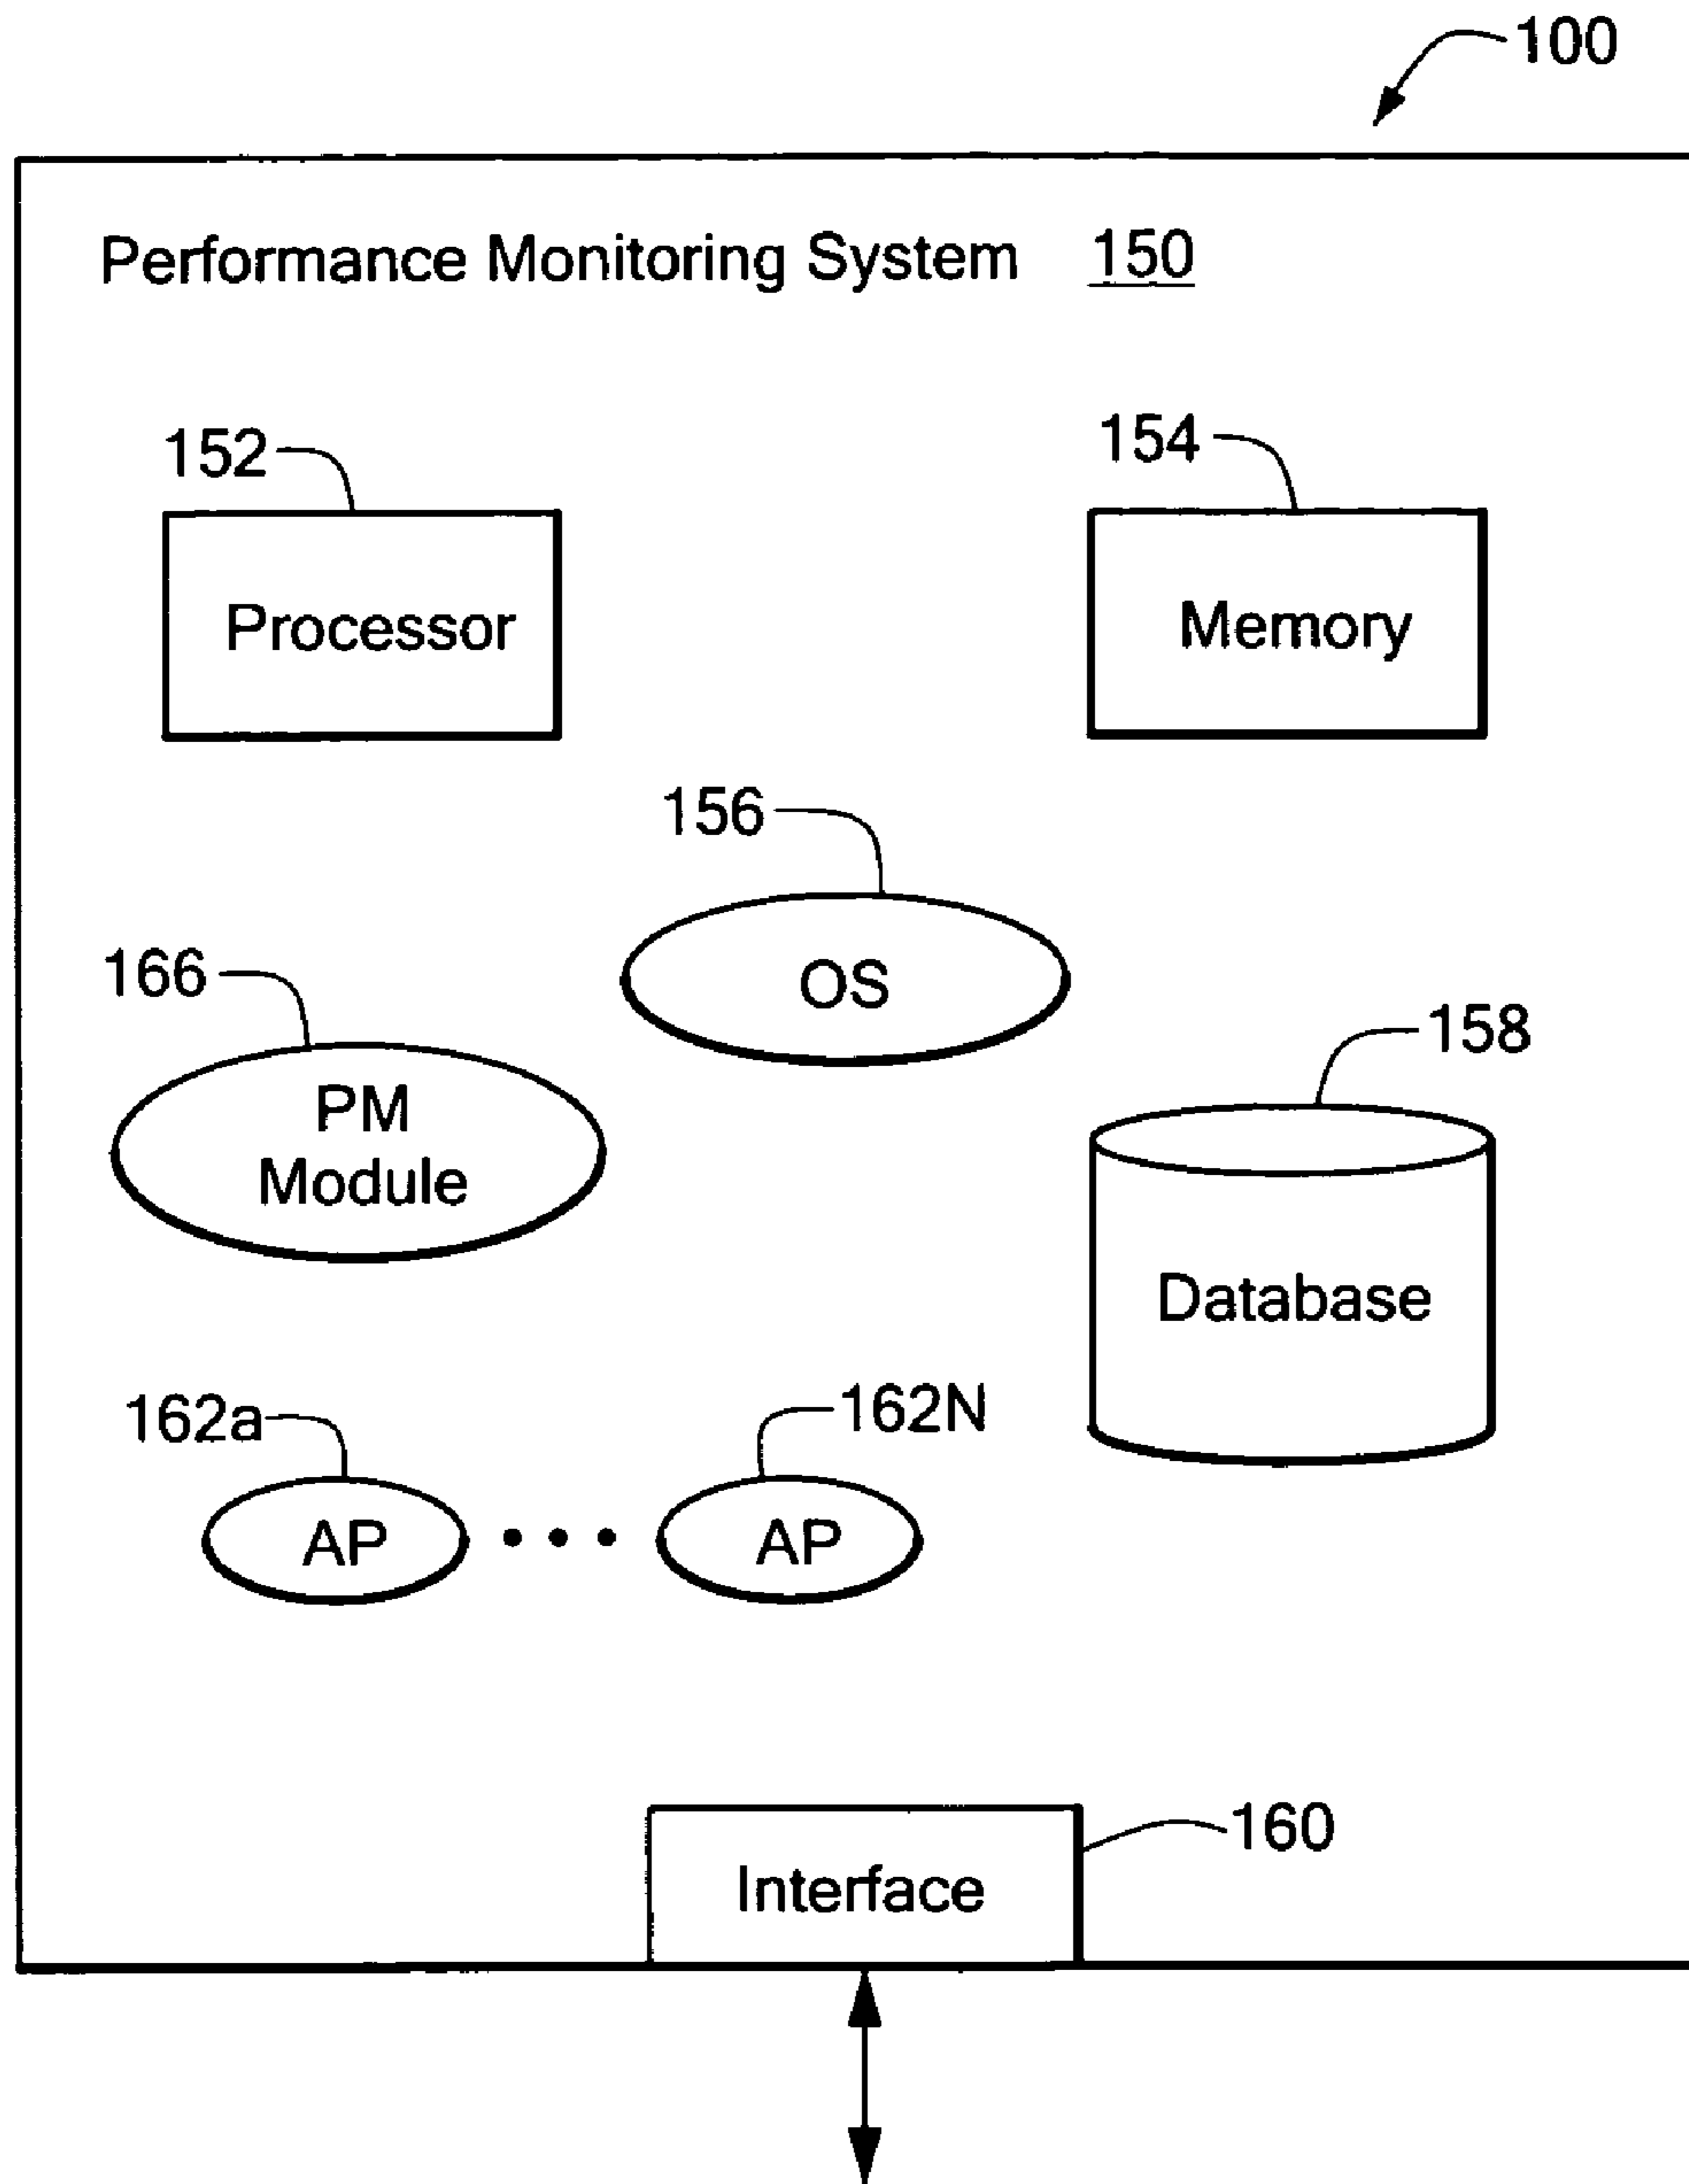 100
Performance Monitoring System 150
152
154
Processor
Memory
156
166
OS
158
PM
Module
Database
162a
162N
AP
AP
160
Interface